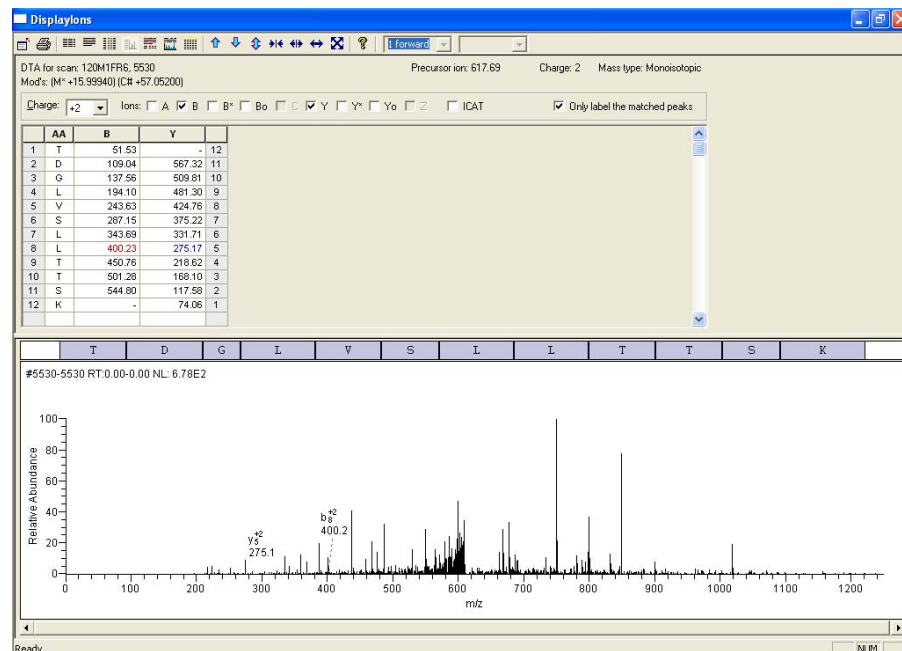 DisplayIons
1 forward
DTA for scan: 120M1FR6, 5530 Precursor ion: 617.69 Charge: 2 Mass type: Monoisotopic
Mod's: (M* +15.99940) (C# +57.05200)
Charge: +2 Ions: A B B* Bo C Y Y* Yo Z ICAT Only label the matched peaks
AA B Y
1 T 51.53 - 12
2 D 109.04 567.32 11
3 G 137.56 509.81 10
4 L 194.10 481.30 9
5 V 243.63 424.76 8
6 S 287.15 375.22 7
7 L 343.69 331.71 6
8 L 400.23 275.17 5
9 T 450.76 218.62 4
10 T 501.28 168.10 3
11 S 544.80 117.58 2
12 K - 74.06 1
T D G L V S L L T T S K
#5530-5530 RT:0.00-0.00 NL: 6.78E2
100
80
60
40
20
0
Relative Abundance
b8+2
400.2
y5+2
275.1
0 100 200 300 400 500 600 700 800 900 1000 1100 1200
m/z
Ready NUM